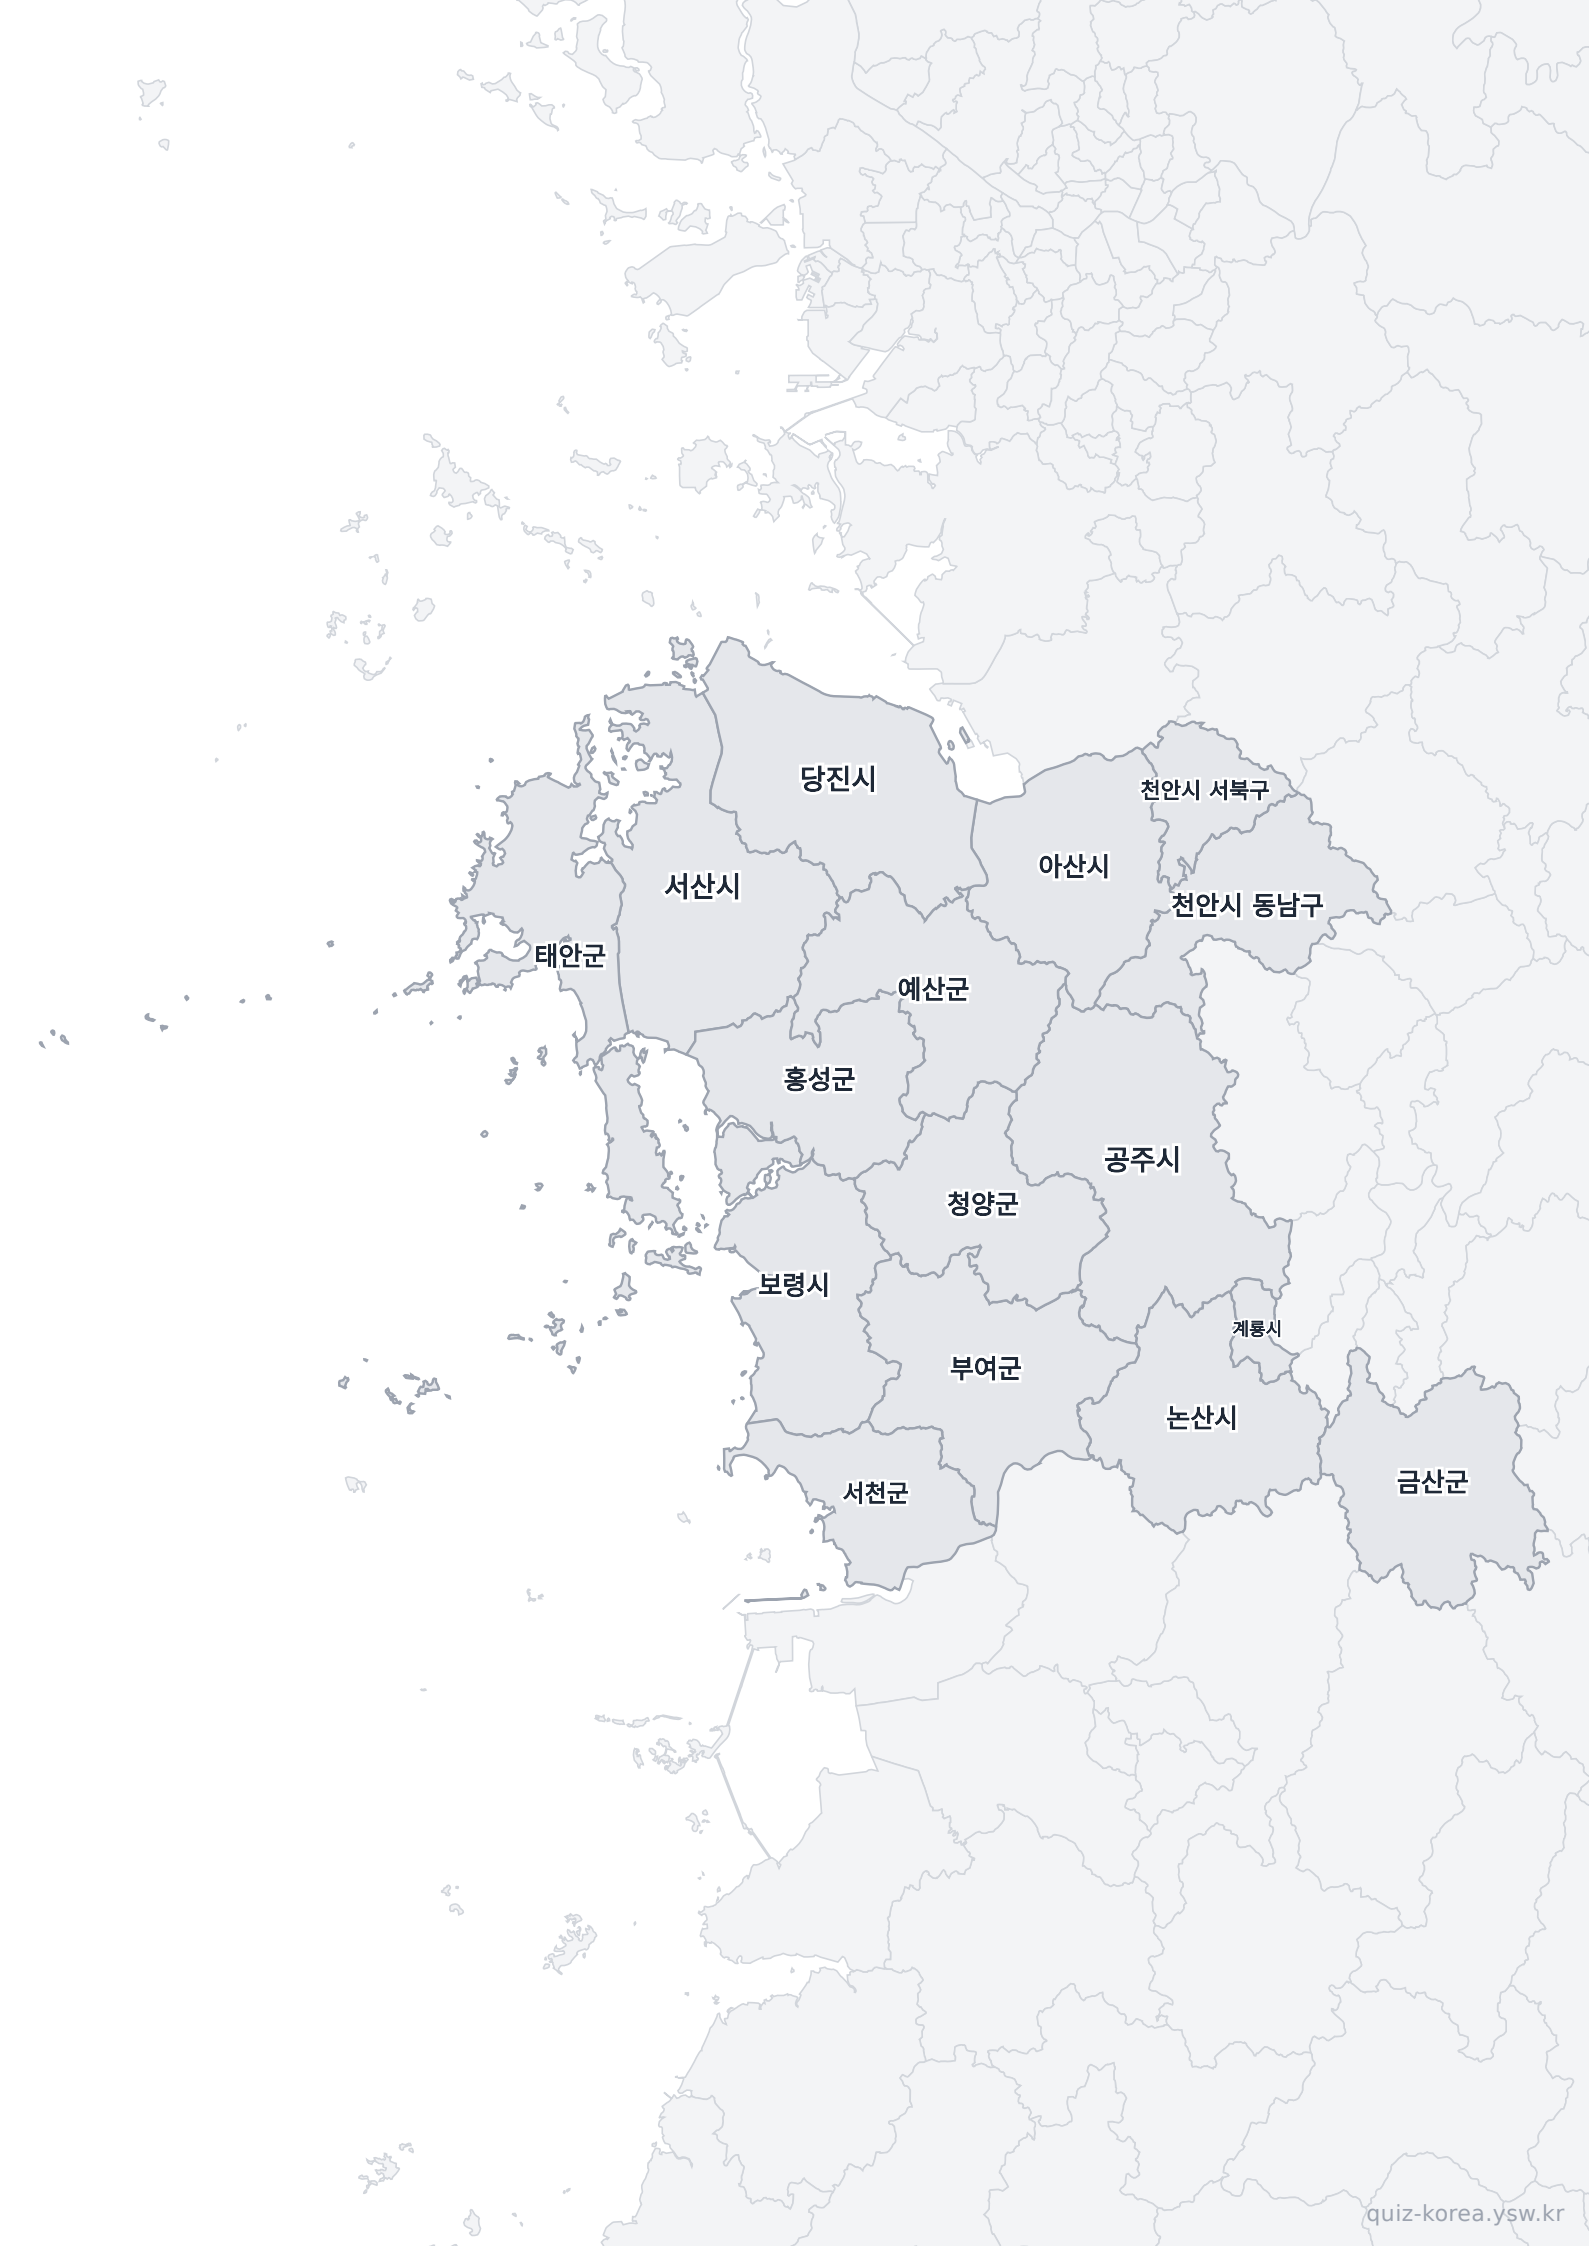 당진시
천안시 서북구
아산시
서산시
천안시 동남구
태안군
예산군
홍성군
공주시
청양군
보령시
계룡시
부여군
논산시
금산군
서천군
quiz-korea.ysw.kr